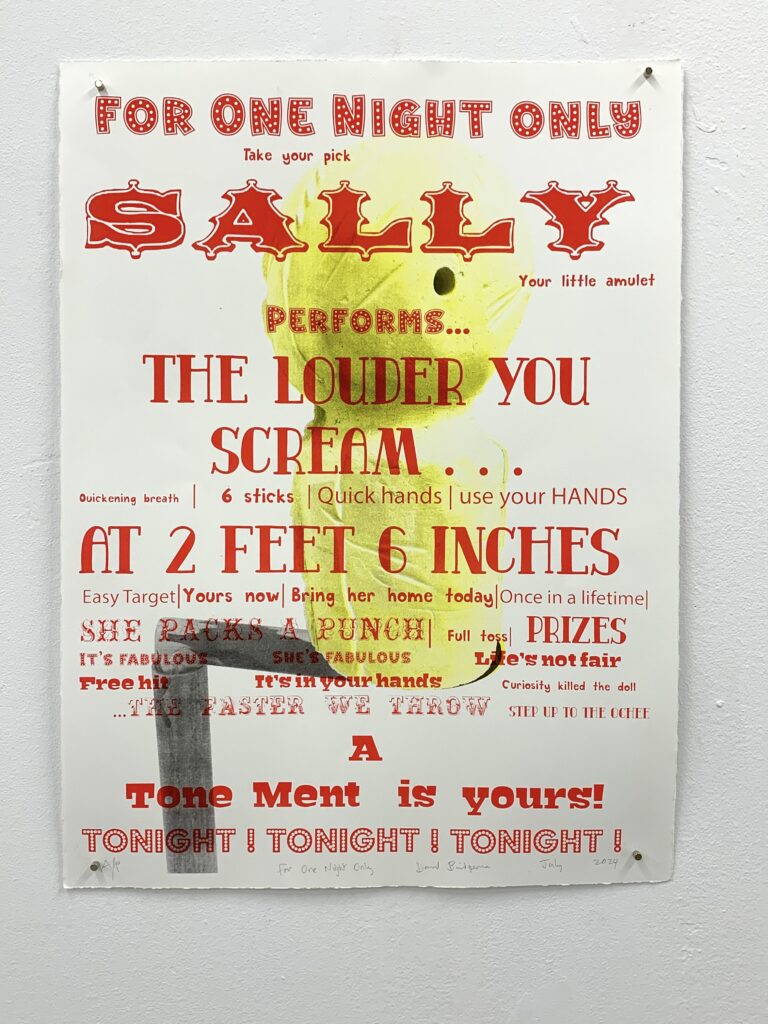 FOR ONE NIGHT ONLY
Take your pick
SALLY
Your little amulet
PERFORMS...
THE LOUDER YOU
SCREAM . . .
Quickening breath | 6 sticks | Quick hands | use your HANDS
AT 2 FEET 6 INCHES
Easy Target| Yours now| Bring her home today| Once in a lifetime|
SHE PACKS A PUNCH| Full toss| PRIZES
IT'S FABULOUS SHE'S FABULOUS Life's not fair
Free hit It's in your hands Curiosity killed the doll
...THE FASTER WE THROW STEP UP TO THE OCHEE
A
Tone Ment is yours!
TONIGHT ! TONIGHT ! TONIGHT !
A/P For One Night Only David July 2024